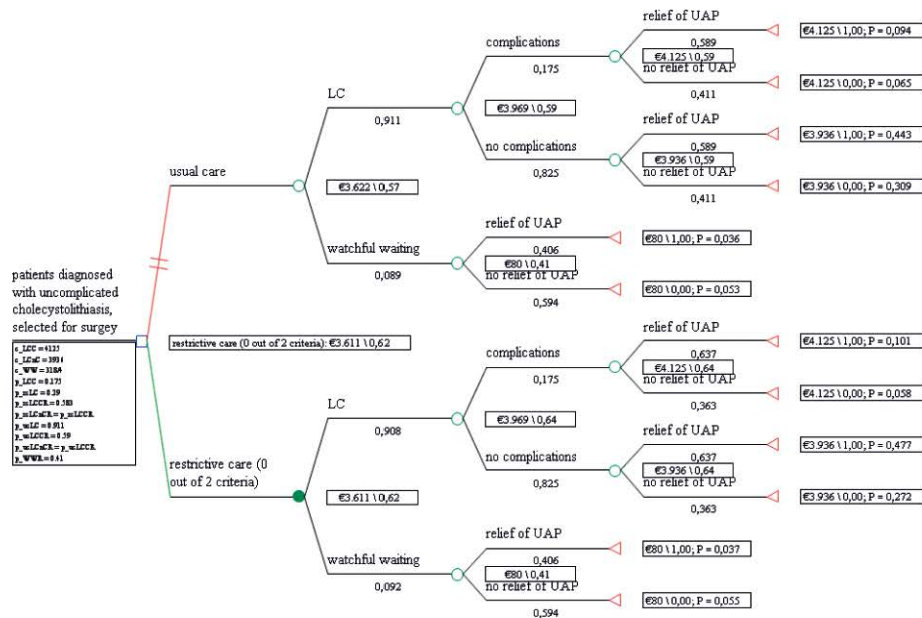 relief of UAP
0,589
€4.125 \ 1,00; P = 0,094
complications
0,175
€4.125 \ 0,59
no relief of UAP
0,411
€4.125 \ 0,00; P = 0,065
LC
0,911
€3.969 \ 0,59
relief of UAP
0,589
€3.936 \ 1,00; P = 0,443
no complications
0,825
€3.936 \ 0,59
no relief of UAP
0,411
€3.936 \ 0,00; P = 0,309
usual care
€3.622 \ 0,57
relief of UAP
0,406
€80 \ 1,00; P = 0,036
watchful waiting
0,089
€80 \ 0,41
no relief of UAP
0,594
€80 \ 0,00; P = 0,053
patients diagnosed
with uncomplicated
cholecystolithiasis,
selected for surgey
restrictive care (0 out of 2 criteria): €3.611 \ 0,62
c_LCC = 4125
p_LCC = 0.175
p_WWR = 0.41
relief of UAP
0,637
€4.125 \ 1,00; P = 0,101
complications
0,175
€4.125 \ 0,64
no relief of UAP
0,363
€4.125 \ 0,00; P = 0,058
LC
0,908
€3.969 \ 0,64
relief of UAP
0,637
€3.936 \ 1,00; P = 0,477
no complications
0,825
€3.936 \ 0,64
no relief of UAP
0,363
€3.936 \ 0,00; P = 0,272
restrictive care (0
out of 2 criteria)
€3.611 \ 0,62
relief of UAP
0,406
€80 \ 1,00; P = 0,037
watchful waiting
0,092
€80 \ 0,41
no relief of UAP
0,594
€80 \ 0,00; P = 0,055